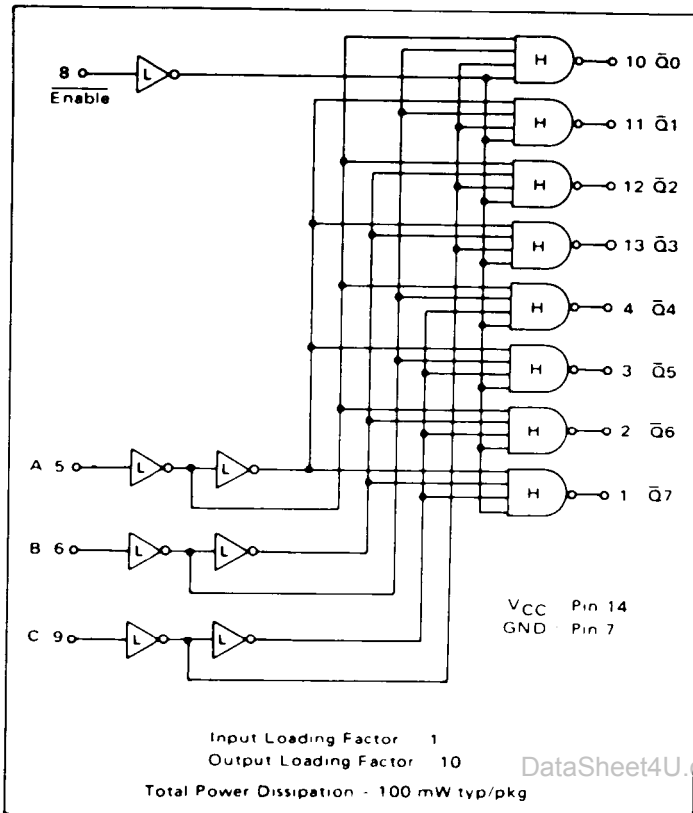 8
L
Enable
H 10 Q̄0
H 11 Q̄1
H 12 Q̄2
H 13 Q̄3
H 4 Q̄4
H 3 Q̄5
H 2 Q̄6
H 1 Q̄7
A 5 L L
B 6 L L
C 9 L L
VCC Pin 14
GND Pin 7
Input Loading Factor 1
Output Loading Factor 10
Total Power Dissipation - 100 mW typ/pkg
DataSheet4U.